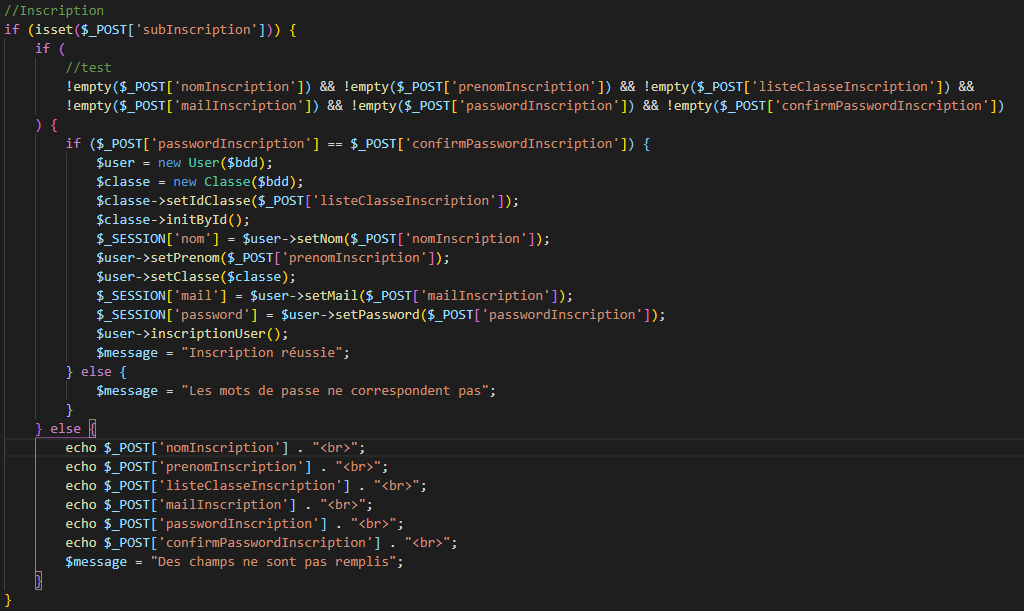 //Inscription
if (isset($_POST['subInscription'])) {
    if (
        //test
        !empty($_POST['nomInscription']) && !empty($_POST['prenomInscription']) && !empty($_POST['listeClasseInscription']) &&
        !empty($_POST['mailInscription']) && !empty($_POST['passwordInscription']) && !empty($_POST['confirmPasswordInscription'])
    ) {
        if ($_POST['passwordInscription'] == $_POST['confirmPasswordInscription']) {
            $user = new User($bdd);
            $classe = new Classe($bdd);
            $classe->setIdClasse($_POST['listeClasseInscription']);
            $classe->initById();
            $_SESSION['nom'] = $user->setNom($_POST['nomInscription']);
            $user->setPrenom($_POST['prenomInscription']);
            $user->setClasse($classe);
            $_SESSION['mail'] = $user->setMail($_POST['mailInscription']);
            $_SESSION['password'] = $user->setPassword($_POST['passwordInscription']);
            $user->inscriptionUser();
            $message = "Inscription réussie";
        } else {
            $message = "Les mots de passe ne correspondent pas";
        }
    } else {
        echo $_POST['nomInscription'] . "<br>";
        echo $_POST['prenomInscription'] . "<br>";
        echo $_POST['listeClasseInscription'] . "<br>";
        echo $_POST['mailInscription'] . "<br>";
        echo $_POST['passwordInscription'] . "<br>";
        echo $_POST['confirmPasswordInscription'] . "<br>";
        $message = "Des champs ne sont pas remplis";
    }
}